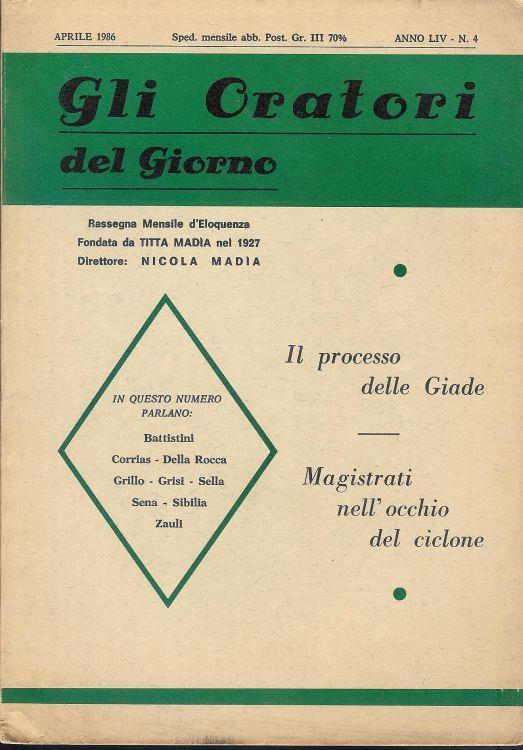 APRILE 1986 Sped. mensile abb. Post. Gr. III 70% ANNO LIV - N. 4
Gli Oratori
del Giorno
Rassegna Mensile d'Eloquenza
Fondata da TITTA MADÌA nel 1927
Direttore: NICOLA MADÌA
IN QUESTO NUMERO
PARLANO:
Battistini
Corrias - Della Rocca
Grillo - Grisi - Sella
Sena - Sibilia
Zauli
Il processo
delle Giade
Magistrati
nell'occhio
del ciclone